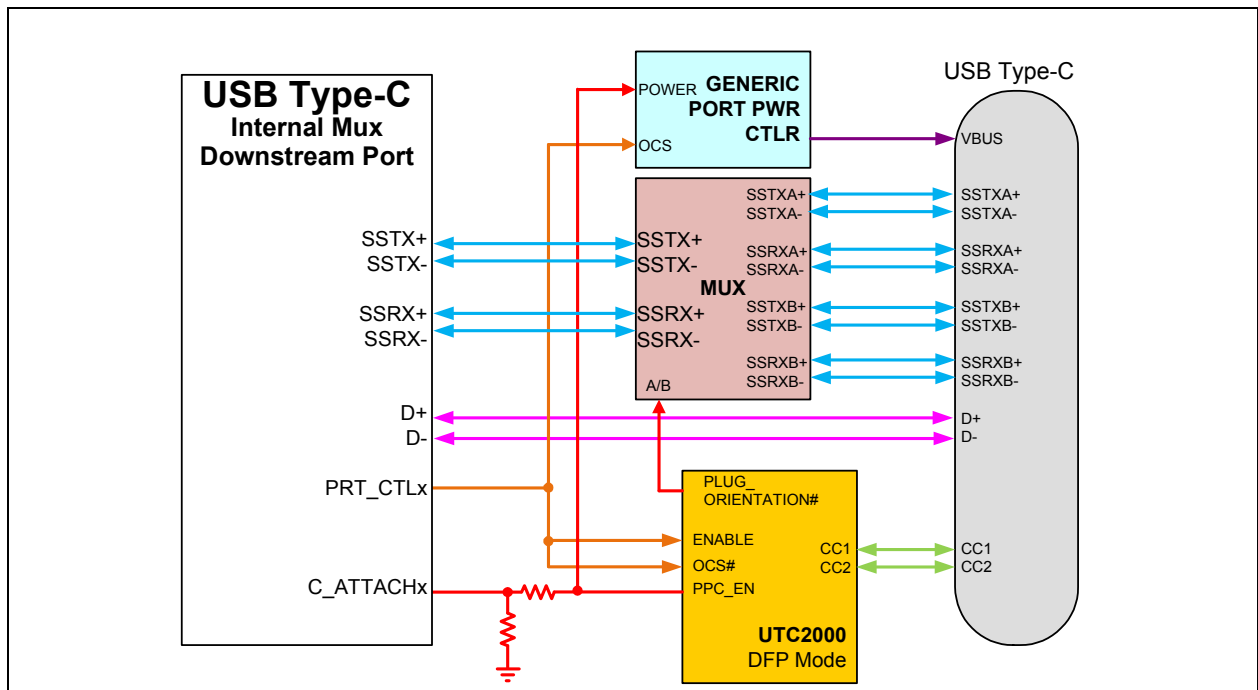 USB Type-C
Internal Mux
Downstream Port
SSTX+
SSTX-
SSRX+
SSRX-
D+
D-
PRT_CTLx
C_ATTACHx
POWER
GENERIC
PORT PWR
CTLR
OCS
SSTXA+
SSTXA-
SSTX+
SSTX-
SSRXA+
SSRXA-
MUX
SSRX+
SSRX-
SSTXB+
SSTXB-
SSRXB+
SSRXB-
A/B
PLUG_
ORIENTATION#
ENABLE
OCS#
PPC_EN
CC1
CC2
UTC2000
DFP Mode
USB Type-C
VBUS
SSTXA+
SSTXA-
SSRXA+
SSRXA-
SSTXB+
SSTXB-
SSRXB+
SSRXB-
D+
D-
CC1
CC2